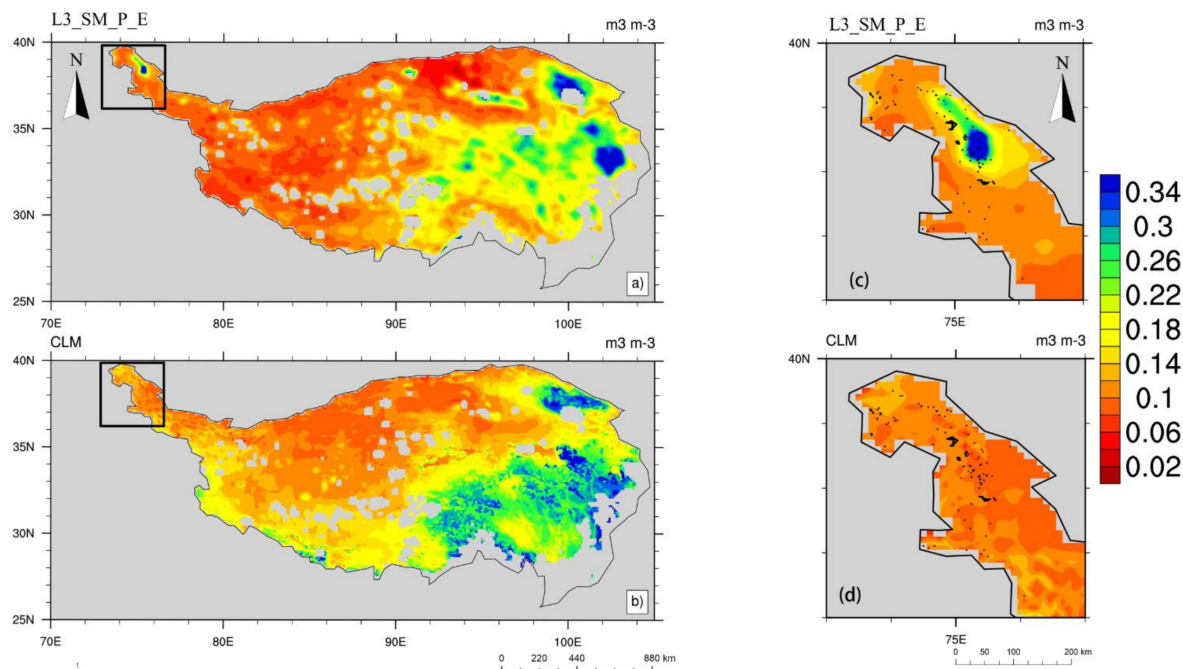 L3_SM_P_E
m3 m-3
40N
N
35N
30N
25N
a)
70E
80E
90E
100E
CLM
m3 m-3
40N
35N
30N
25N
b)
70E
80E
90E
100E
1
0
220
440
880 km
L3_SM_P_E
m3 m-3
40N
N
(c)
75E
CLM
m3 m-3
40N
(d)
75E
0
50
100
200 km
0.34
0.3
0.26
0.22
0.18
0.14
0.1
0.06
0.02